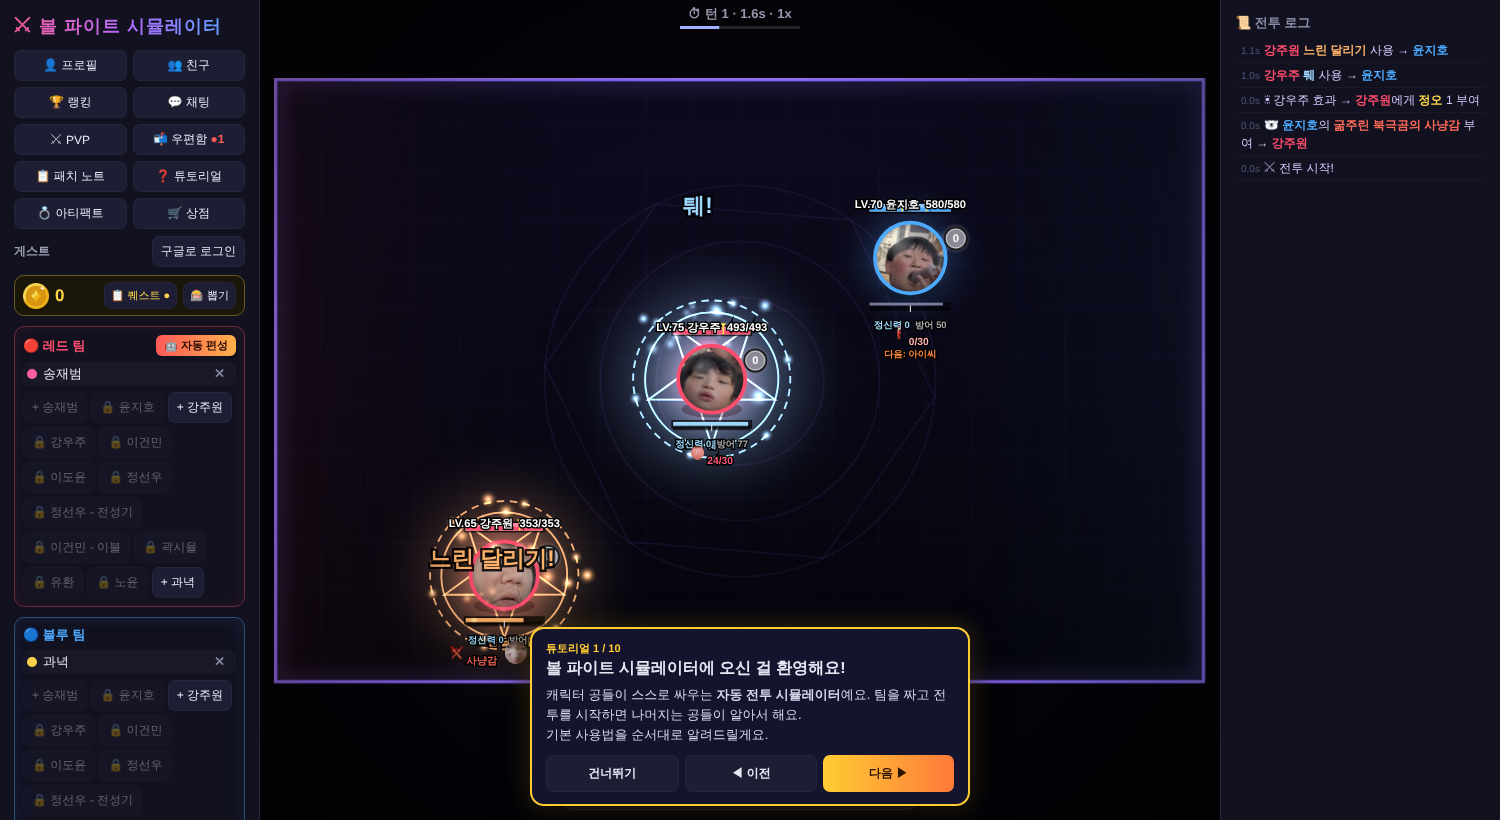 ⚔ 볼 파이트 시뮬레이터
👤 프로필
👥 친구
🏆 랭킹
💬 채팅
⚔ PVP
📬 우편함 ●1
📋 패치 노트
❓ 튜토리얼
💍 아티팩트
🛒 상점
게스트
구글로 로그인
0
📋 퀘스트 ●
🎰 뽑기
🔴 레드 팀
🤖 자동 편성
송재범 ✕
+ 송재범
🔒 윤지호
+ 강주원
🔒 강우주
🔒 이건민
🔒 이도윤
🔒 정선우
🔒 정선우 - 전성기
🔒 이건민 - 이불
🔒 곽시율
🔒 유환
🔒 노윤
+ 과녁
🔵 블루 팀
과녁 ✕
+ 송재범
🔒 윤지호
+ 강주원
🔒 강우주
🔒 이건민
🔒 이도윤
🔒 정선우
🔒 정선우 - 전성기
⏱ 턴 1 · 1.6s · 1x
퉤!
LV.70 윤지호 580/580
0
정신력 0 방어 50
0/30
다음: 아이씨
LV.75 강우주 493/493
0
정신력 0 방어 77
24/30
LV.65 강주원 353/353
느린 달리기!
정신력 0 방어
사냥감
튜토리얼 1 / 10
볼 파이트 시뮬레이터에 오신 걸 환영해요!
캐릭터 공들이 스스로 싸우는 자동 전투 시뮬레이터예요. 팀을 짜고 전
투를 시작하면 나머지는 공들이 알아서 해요.
기본 사용법을 순서대로 알려드릴게요.
건너뛰기
◀ 이전
다음 ▶
📜 전투 로그
1.1s 강주원 느린 달리기 사용 → 윤지호
1.0s 강우주 퉤 사용 → 윤지호
0.0s 강우주 효과 → 강주원에게 정오 1 부여
0.0s 🐻‍❄️ 윤지호의 굶주린 북극곰의 사냥감 부
여 → 강주원
0.0s ⚔ 전투 시작!